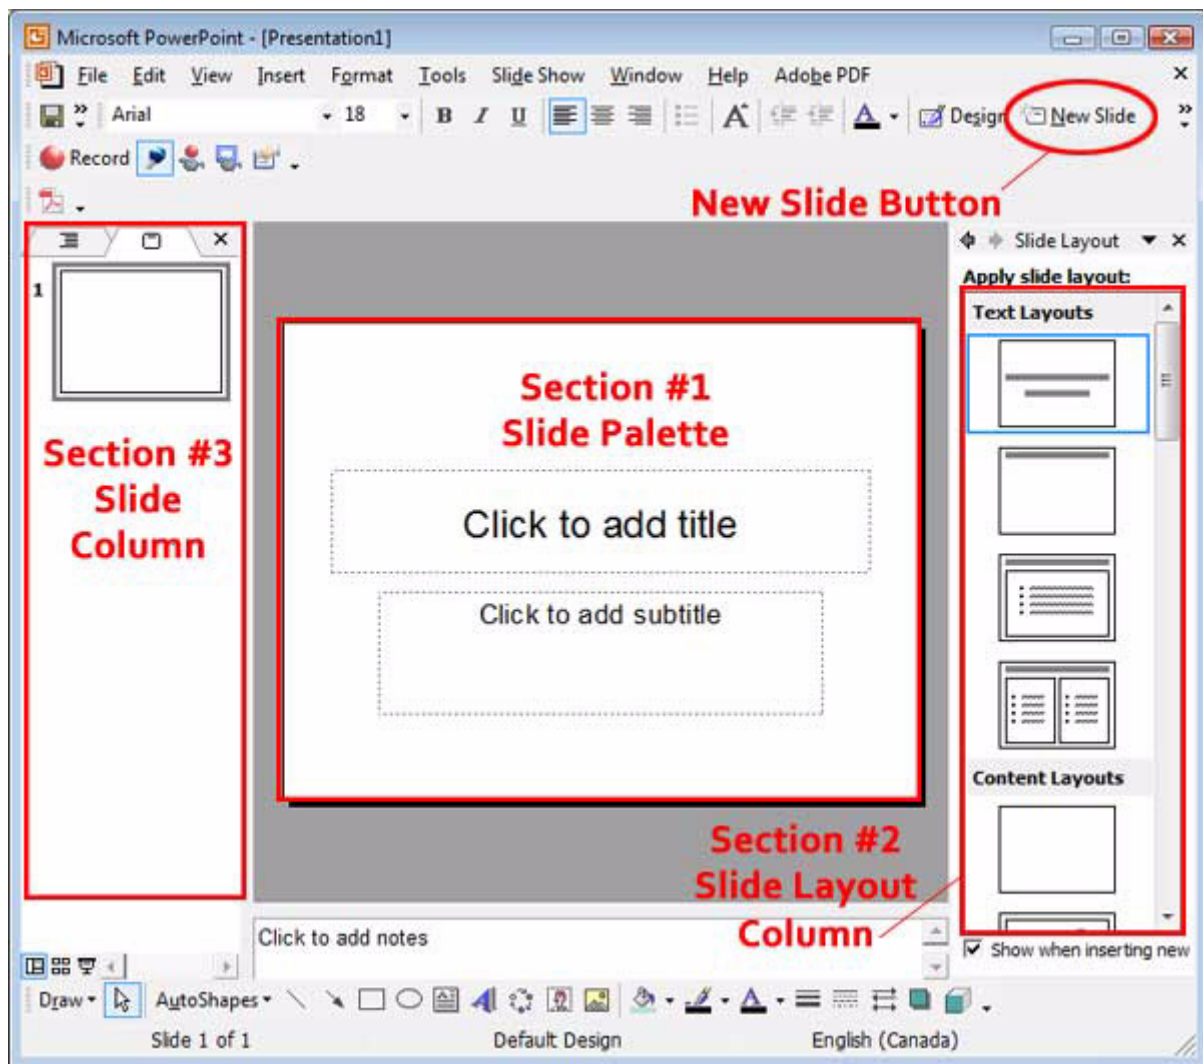 Microsoft PowerPoint - [Presentation1]
File Edit View Insert Format Tools Slide Show Window Help Adobe PDF
Arial 18 B I U A A Design New Slide
Record
New Slide Button
Slide Layout
Apply slide layout:
1
Text Layouts
Section #1
Slide Palette
Section #3
Slide
Column
Click to add title
Click to add subtitle
Content Layouts
Section #2
Slide Layout
Column
Click to add notes
Show when inserting new
Draw AutoShapes A A
Slide 1 of 1 Default Design English (Canada)